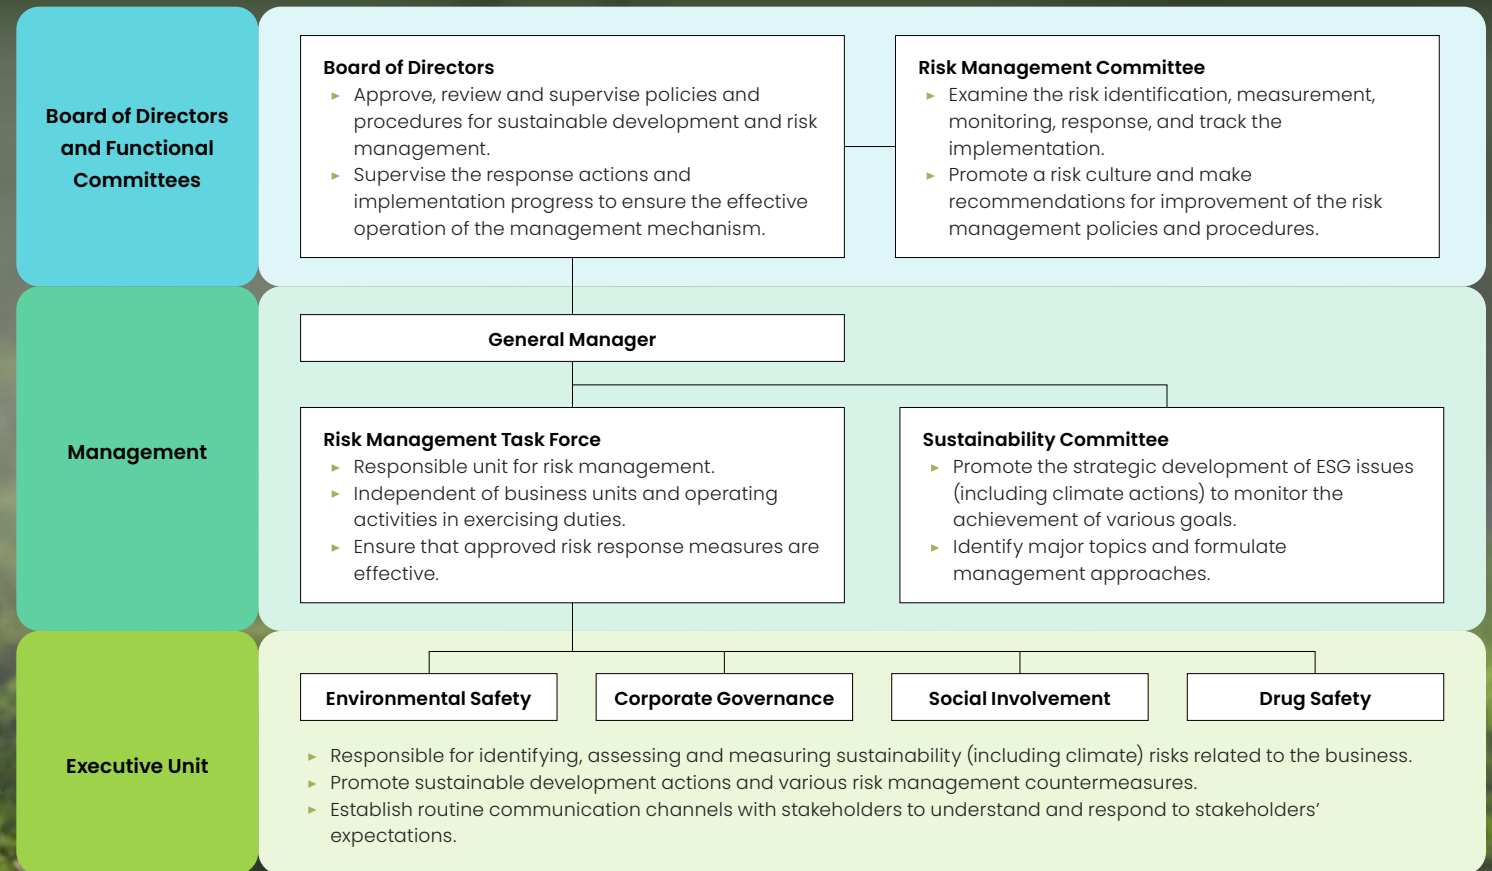 Board of Directors
and Functional
Committees
Board of Directors
▸ Approve, review and supervise policies and
procedures for sustainable development and risk
management.
▸ Supervise the response actions and
implementation progress to ensure the effective
operation of the management mechanism.
Risk Management Committee
▸ Examine the risk identification, measurement,
monitoring, response, and track the
implementation.
▸ Promote a risk culture and make
recommendations for improvement of the risk
management policies and procedures.
Management
General Manager
Risk Management Task Force
▸ Responsible unit for risk management.
▸ Independent of business units and operating
activities in exercising duties.
▸ Ensure that approved risk response measures are
effective.
Sustainability Committee
▸ Promote the strategic development of ESG issues
(including climate actions) to monitor the
achievement of various goals.
▸ Identify major topics and formulate
management approaches.
Executive Unit
Environmental Safety
Corporate Governance
Social Involvement
Drug Safety
▸ Responsible for identifying, assessing and measuring sustainability (including climate) risks related to the business.
▸ Promote sustainable development actions and various risk management countermeasures.
▸ Establish routine communication channels with stakeholders to understand and respond to stakeholders’
expectations.